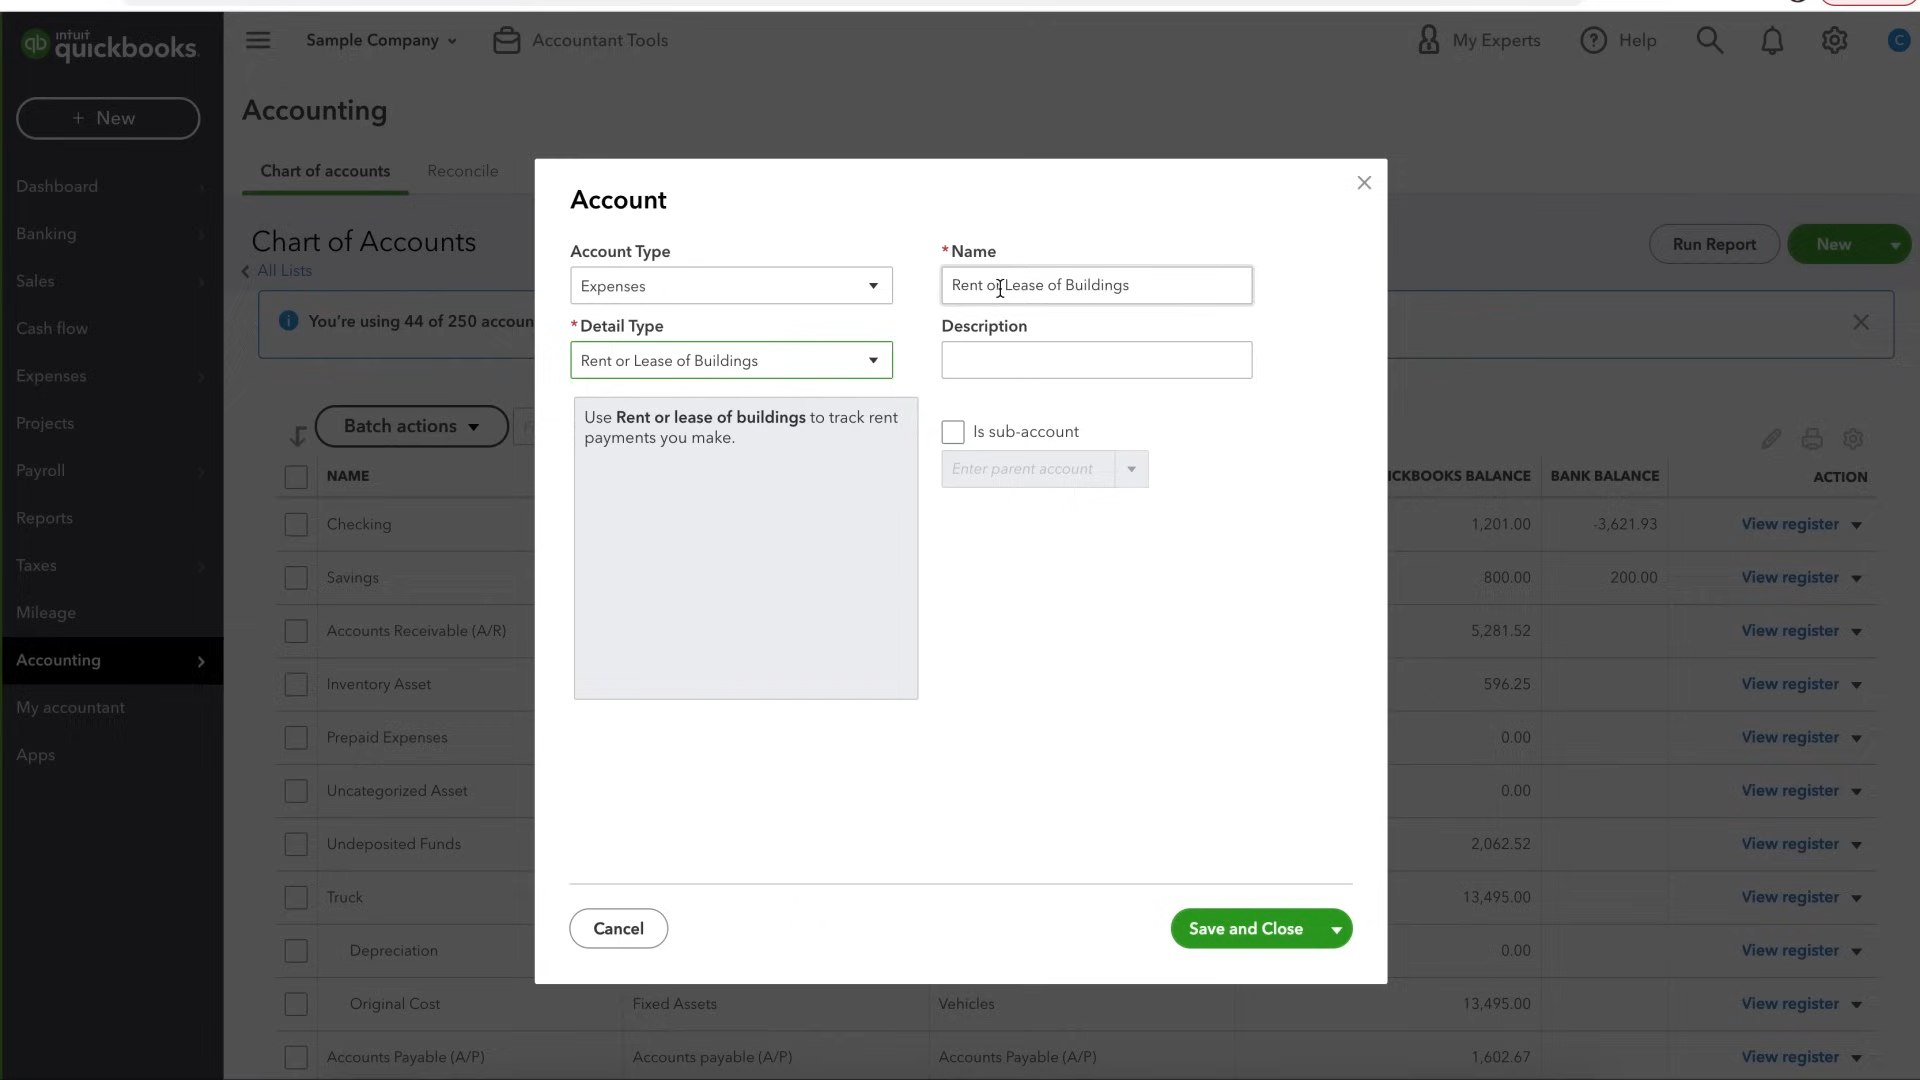 intuit
qb quickbooks.
Sample Company
Accountant Tools
My Experts
Help
C
+ New
Accounting
Chart of accounts
Reconcile
Dashboard
Banking
Sales
Cash flow
Expenses
Projects
Payroll
Reports
Taxes
Mileage
Accounting
My accountant
Apps
Chart of Accounts
All Lists
Run Report
New
You're using 44 of 250 accoun
Batch actions
NAME
ICKBOOKS BALANCE
BANK BALANCE
ACTION
Checking
1,201.00
-3,621.93
View register
Savings
800.00
200.00
View register
Accounts Receivable (A/R)
5,281.52
View register
Inventory Asset
596.25
View register
Prepaid Expenses
0.00
View register
Uncategorized Asset
0.00
View register
Undeposited Funds
2,062.52
View register
Truck
13,495.00
View register
Depreciation
0.00
View register
Original Cost
Fixed Assets
Vehicles
13,495.00
View register
Accounts Payable (A/P)
Accounts payable (A/P)
Accounts Payable (A/P)
1,602.67
View register
Account
Account Type
Expenses
* Detail Type
Rent or Lease of Buildings
Use Rent or lease of buildings to track rent
payments you make.
* Name
Rent or Lease of Buildings
Description
Is sub-account
Enter parent account
Cancel
Save and Close